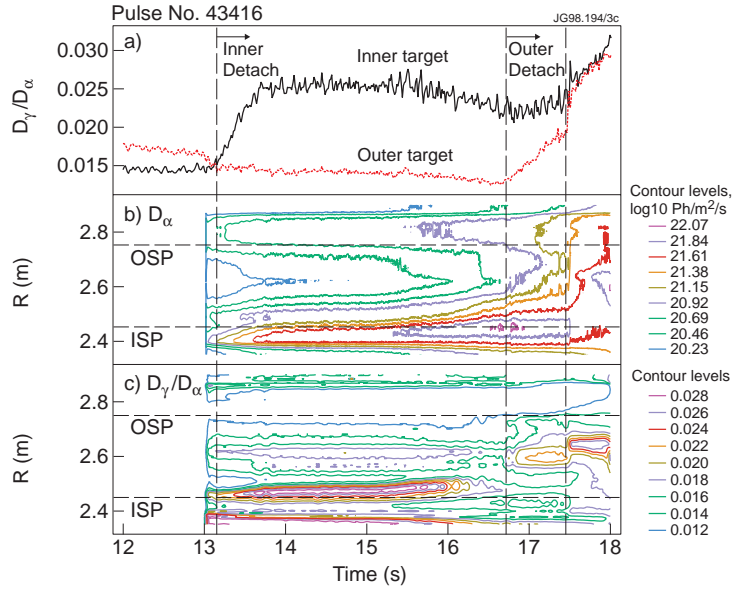 Pulse No. 43416
JG98.194/3c
a)
Inner Detach
Inner target
Outer Detach
Outer target
0.030
0.025
0.020
0.015
Dγ/Dα
b) Dα
OSP
ISP
2.8
2.6
2.4
R (m)
Contour levels,
log10 Ph/m²/s
22.07
21.84
21.61
21.38
21.15
20.92
20.69
20.46
20.23
c) Dγ/Dα
OSP
ISP
2.8
2.6
2.4
R (m)
Contour levels
0.028
0.026
0.024
0.022
0.020
0.018
0.016
0.014
0.012
12 13 14 15 16 17 18
Time (s)